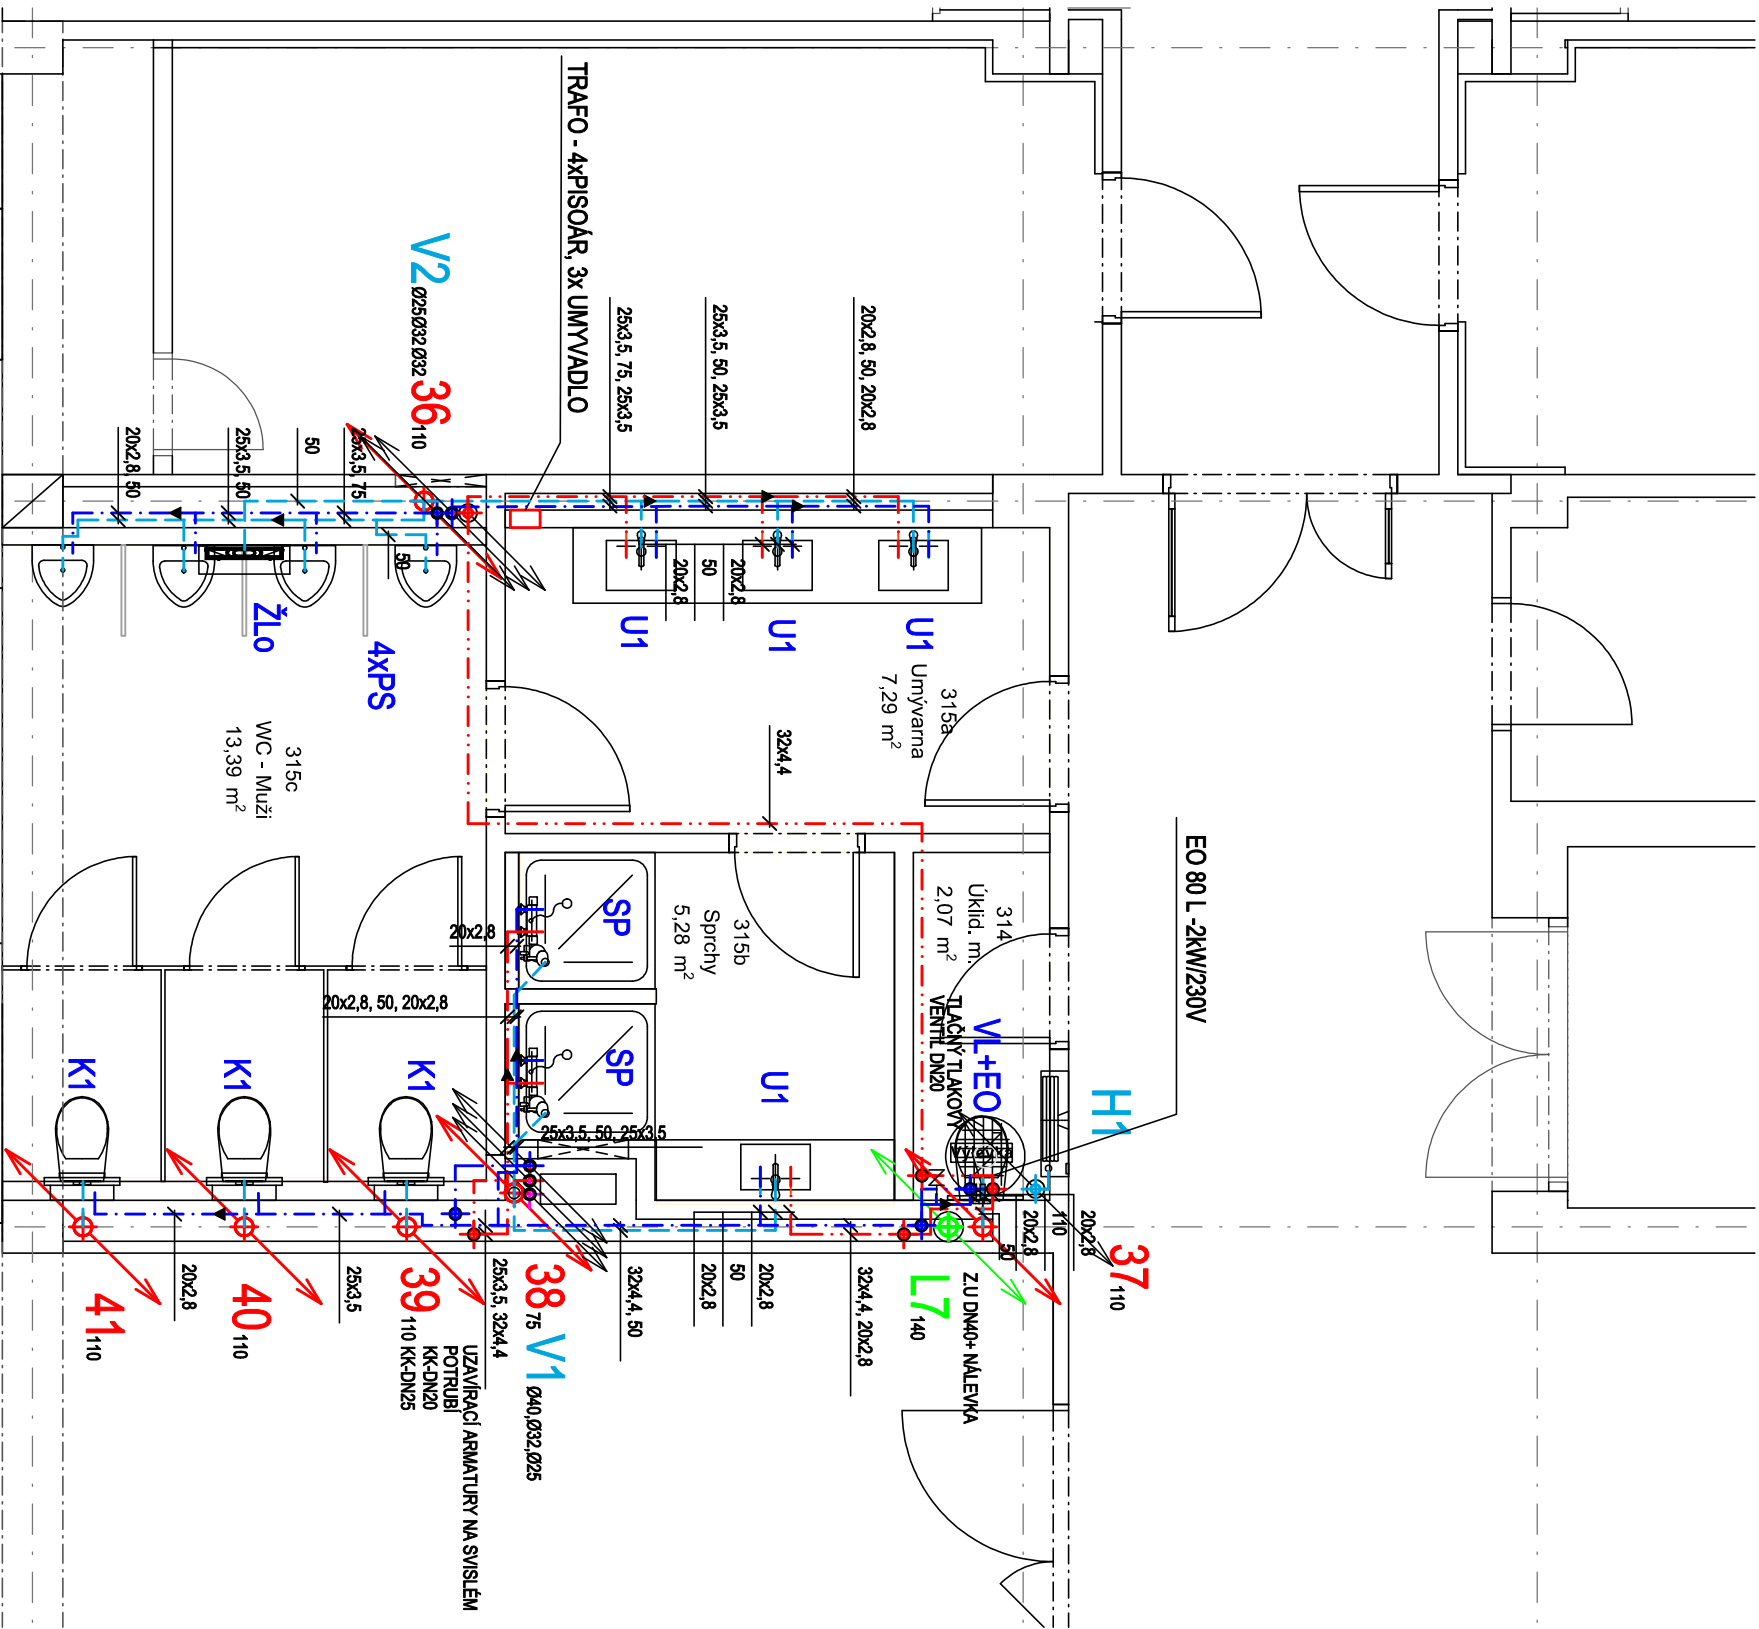 TRAFO - 4xPISOÁR, 3x UMYVADLO
V2 Ø25Ø32Ø32 36 110
25x3,5, 75, 25x3,5
25x3,5, 50, 25x3,5
20x2,8, 50, 20x2,8
20x2,8, 50
25x3,5, 50
50
25x3,5, 75
50
20x2,8
50
20x2,8
U1
U1
U1
ŽLo
4xPS
315a
Umývarna
7,29 m²
315c
WC - Muži
13,39 m²
32x4,4
EO 80 L -2kW/230V
314
Úklid. m.
2,07 m²
315b
Sprchy
5,28 m²
SP
SP
20x2,8
20x2,8, 50, 20x2,8
25x3,5, 50, 25x3,5
TLAČNÝ TLAKOVÝ
VENTIL DN20
VL+EO
H1
U1
K1
K1
K1
20x2,8
110
20x2,8
50
37 110
Z.U DN40+ NÁLEVKA
L7 140
32x4,4, 20x2,8
20x2,8
50
20x2,8
32x4,4, 50
38 75 V1 Ø40,Ø32,Ø25
25x3,5, 32x4,4
UZAVÍRACÍ ARMATURY NA SVISLÉM
POTRUBÍ
KK-DN20
KK-DN25
39 110
25x3,5
40 110
20x2,8
41 110